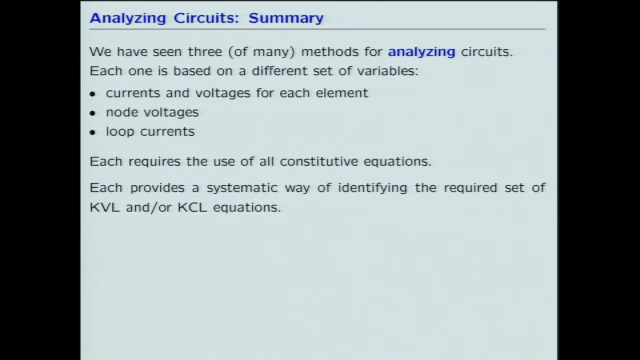 Analyzing Circuits: Summary
We have seen three (of many) methods for analyzing circuits.
Each one is based on a different set of variables:
• currents and voltages for each element
• node voltages
• loop currents
Each requires the use of all constitutive equations.
Each provides a systematic way of identifying the required set of
KVL and/or KCL equations.